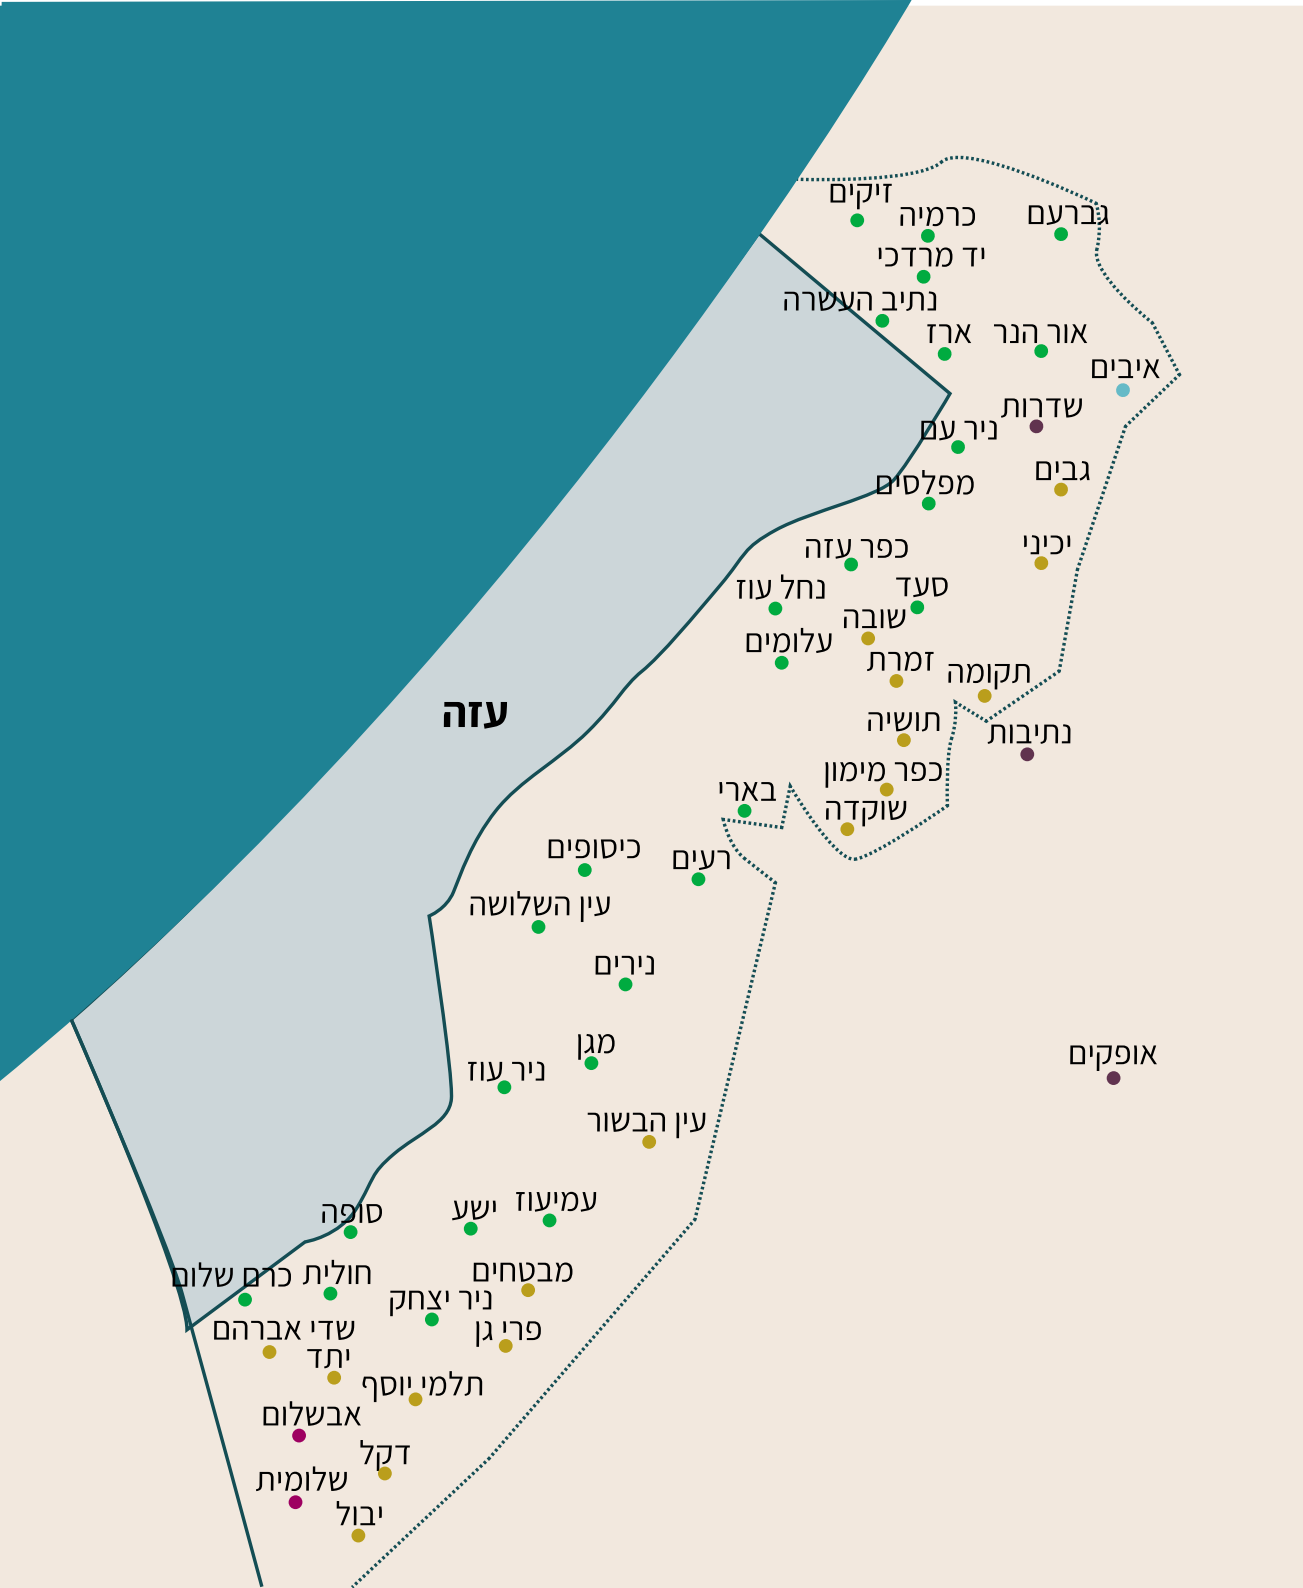 זיקים
כרמיה
גברעם
יד מרדכי
נתיב העשרה
ארז
אור הנר
איבים
שדרות
ניר עם
גבים
מפלסים
יכיני
כפר עזה
נחל עוז
סעד
שובה
עלומים
זמרת
תקומה
עזה
תושיה
נתיבות
כפר מימון
בארי
שוקדה
כיסופים
רעים
עין השלושה
נירים
מגן
אופקים
ניר עוז
עין הבשור
עמיעוז
ישע
סופה
מבטחים
חולית
כרם שלום
ניר יצחק
פרי גן
שדי אברהם
יתד
תלמי יוסף
אבשלום
דקל
שלומית
יבול